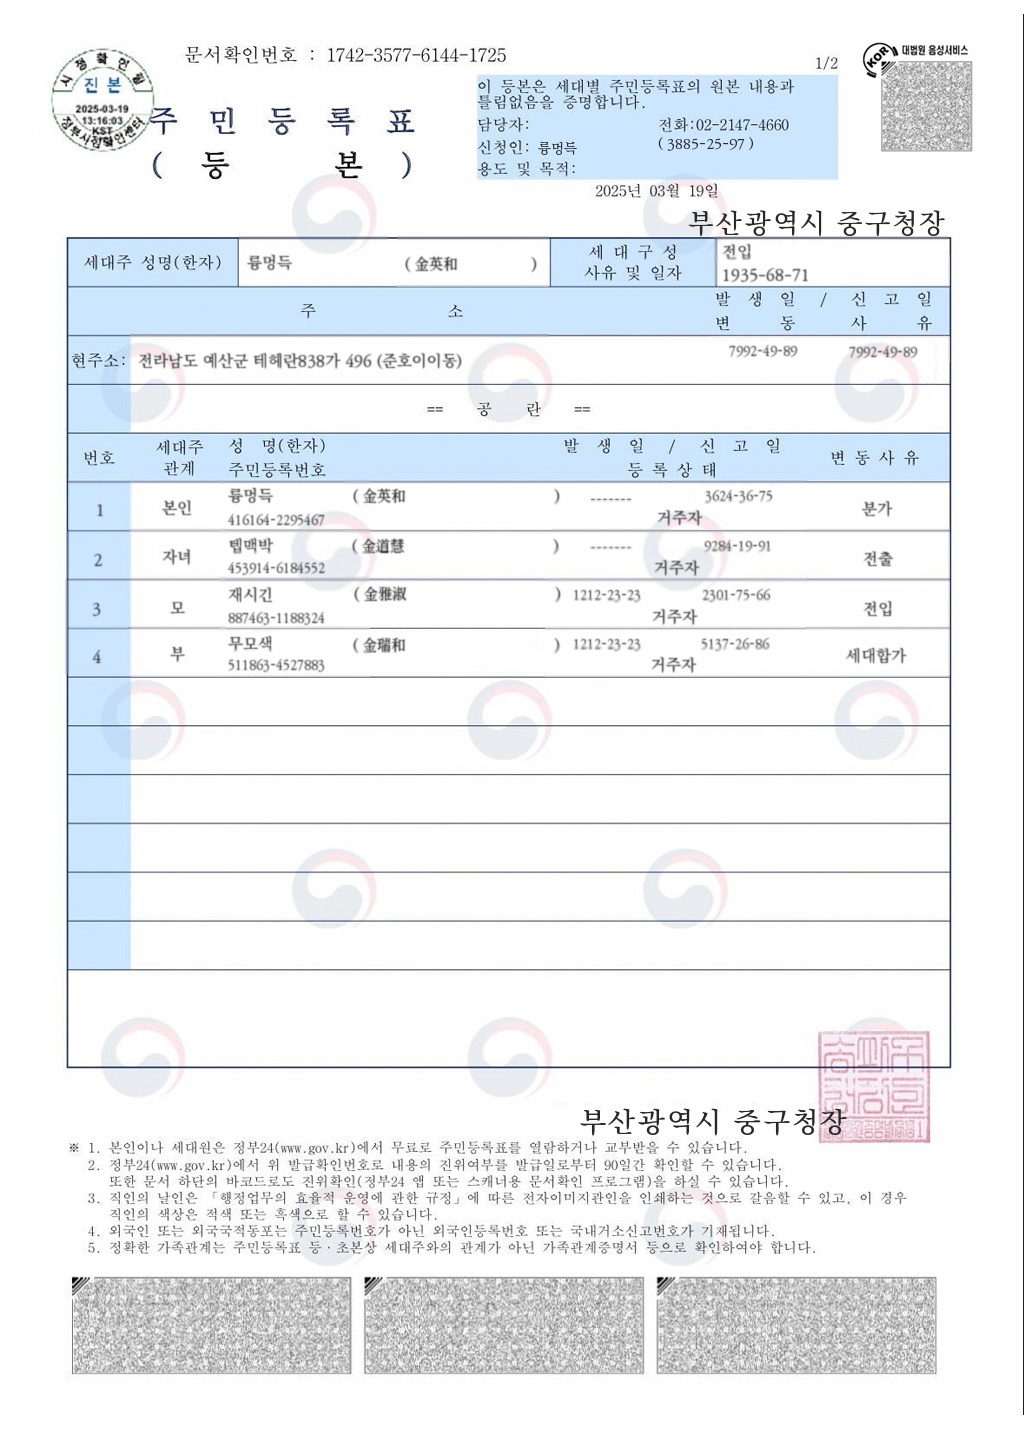 문서확인번호 : 1742-3577-6144-1725
1/2
대법원 음성서비스
KOR
시점확인필
진본
2025-03-19
13:16:03
KST
정부시점확인센터
주 민 등 록 표
( 등 본 )
이 등본은 세대별 주민등록표의 원본 내용과
틀림없음을 증명합니다.
담당자: 전화:02-2147-4660
신청인: 륭멍득 ( 3885-25-97 )
용도 및 목적:
2025년 03월 19일
부산광역시 중구청장
세대주 성명(한자) 륭멍득 ( 金英和 ) 세 대 구 성 사유 및 일자 전입 1935-68-71
주 소 발 생 일 / 신 고 일
변 동 사 유
현주소: 전라남도 예산군 테헤란838가 496 (준호이이동) 7992-49-89 7992-49-89
== 공 란 ==
번호 세대주 관계 성 명(한자) 주민등록번호 발 생 일 / 신 고 일 등 록 상 태 변 동 사 유
1 본인 륭멍득 ( 金英和 ) ------- 3624-36-75 분가
416164-2295467 거주자
2 자녀 텝맥박 ( 金道慧 ) ------- 9284-19-91 전출
453914-6184552 거주자
3 모 재시긴 ( 金雅淑 ) 1212-23-23 2301-75-66 전입
887463-1188324 거주자
4 부 무모색 ( 金瑞和 ) 1212-23-23 5137-26-86 세대합가
511863-4527883 거주자
부산광역시 중구청장
※ 1. 본인이나 세대원은 정부24(www.gov.kr)에서 무료로 주민등록표를 열람하거나 교부받을 수 있습니다.
2. 정부24(www.gov.kr)에서 위 발급확인번호로 내용의 진위여부를 발급일로부터 90일간 확인할 수 있습니다.
또한 문서 하단의 바코드로도 진위확인(정부24 앱 또는 스캐너용 문서확인 프로그램)을 하실 수 있습니다.
3. 직인의 날인은 「행정업무의 효율적 운영에 관한 규정」에 따른 전자이미지관인을 인쇄하는 것으로 갈음할 수 있고, 이 경우
직인의 색상은 적색 또는 흑색으로 할 수 있습니다.
4. 외국인 또는 외국국적동포는 주민등록번호가 아닌 외국인등록번호 또는 국내거소신고번호가 기재됩니다.
5. 정확한 가족관계는 주민등록표 등·초본상 세대주와의 관계가 아닌 가족관계증명서 등으로 확인하여야 합니다.